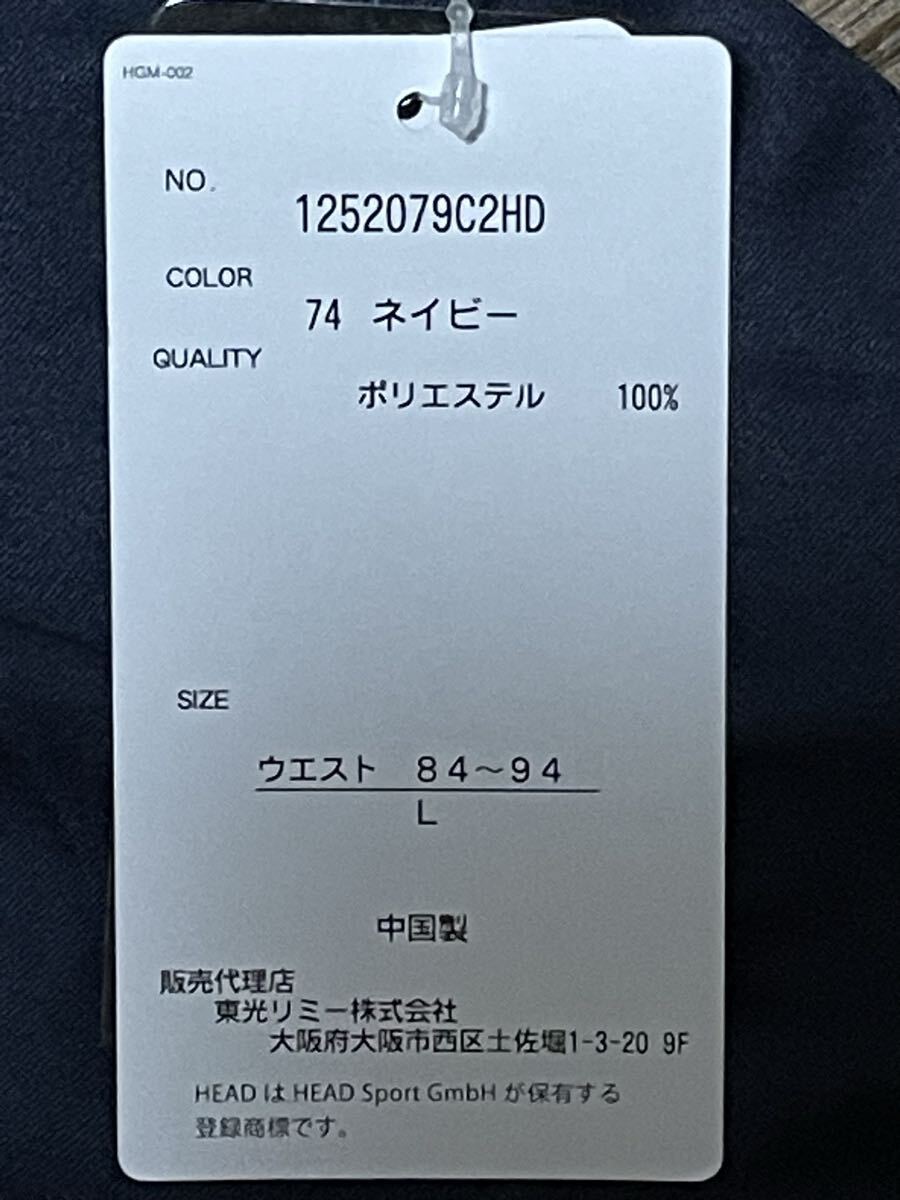 HGM-002
NO.
1252079C2HD
COLOR
74 ネイビー
QUALITY
ポリエステル 100%
SIZE
ウエスト 84～94
L
中国製
販売代理店
東光リミー株式会社
大阪府大阪市西区土佐堀1-3-20 9F
HEAD は HEAD Sport GmbH が保有する
登録商標です。